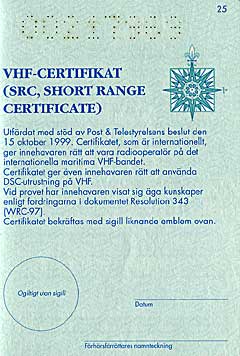 25
VHF-CERTIFIKAT
(SRC, SHORT RANGE
CERTIFICATE)
Utfärdat med stöd av Post & Telestyrelsens beslut den
15 oktober 1999. Certifikatet, som är internationellt,
ger innehavaren rätt att vara radiooperatör på det
internationella maritima VHF-bandet.
Certifikatet ger även innehavaren rätt att använda
DSC-utrustning på VHF.
Vid provet har innehavaren visat sig äga kunskaper
enligt fordringarna i dokumentet Resolution 343
(WRC-97).
Certifikatet bekräftas med sigill liknande emblem ovan.
Ogiltigt utan sigill
Datum
Förhörsförrättares namnteckning